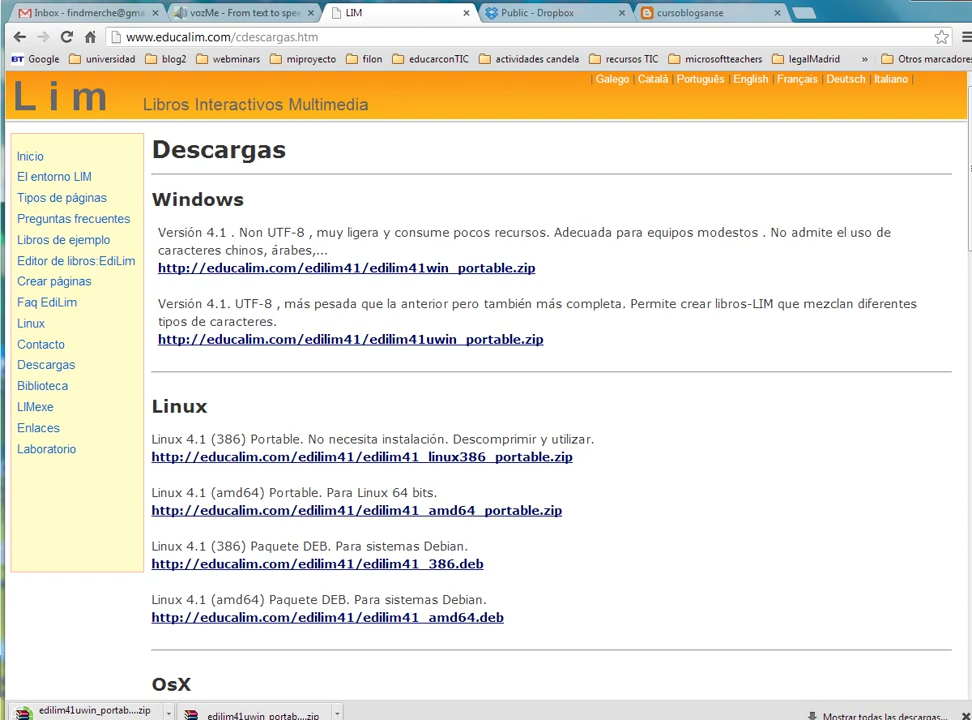 Inbox - findmerche@gma
vozMe - From text to spee
LIM
Public - Dropbox
cursoblogsanse
www.educalim.com/cdescargas.htm
BT Google universidad blog2 webminars miproyecto filon educarconTIC actividades candela recursos TIC microsoftteachers legalMadrid » Otros marcadores
| Galego | Català | Português | English | Français | Deutsch | Italiano |
Lim
Libros Interactivos Multimedia
Inicio
El entorno LIM
Tipos de páginas
Preguntas frecuentes
Libros de ejemplo
Editor de libros:EdiLim
Crear páginas
Faq EdiLim
Linux
Contacto
Descargas
Biblioteca
LIMexe
Enlaces
Laboratorio
Descargas
Windows
Versión 4.1 . Non UTF-8 , muy ligera y consume pocos recursos. Adecuada para equipos modestos . No admite el uso de
caracteres chinos, árabes,...
http://educalim.com/edilim41/edilim41win_portable.zip
Versión 4.1. UTF-8 , más pesada que la anterior pero también más completa. Permite crear libros-LIM que mezclan diferentes
tipos de caracteres.
http://educalim.com/edilim41/edilim41uwin_portable.zip
Linux
Linux 4.1 (386) Portable. No necesita instalación. Descomprimir y utilizar.
http://educalim.com/edilim41/edilim41_linux386_portable.zip
Linux 4.1 (amd64) Portable. Para Linux 64 bits.
http://educalim.com/edilim41/edilim41_amd64_portable.zip
Linux 4.1 (386) Paquete DEB. Para sistemas Debian.
http://educalim.com/edilim41/edilim41_386.deb
Linux 4.1 (amd64) Paquete DEB. Para sistemas Debian.
http://educalim.com/edilim41/edilim41_amd64.deb
OsX
edilim41uwin_portab....zip
edilim41uwin_portab....zip
Mostrar todas las descargas...